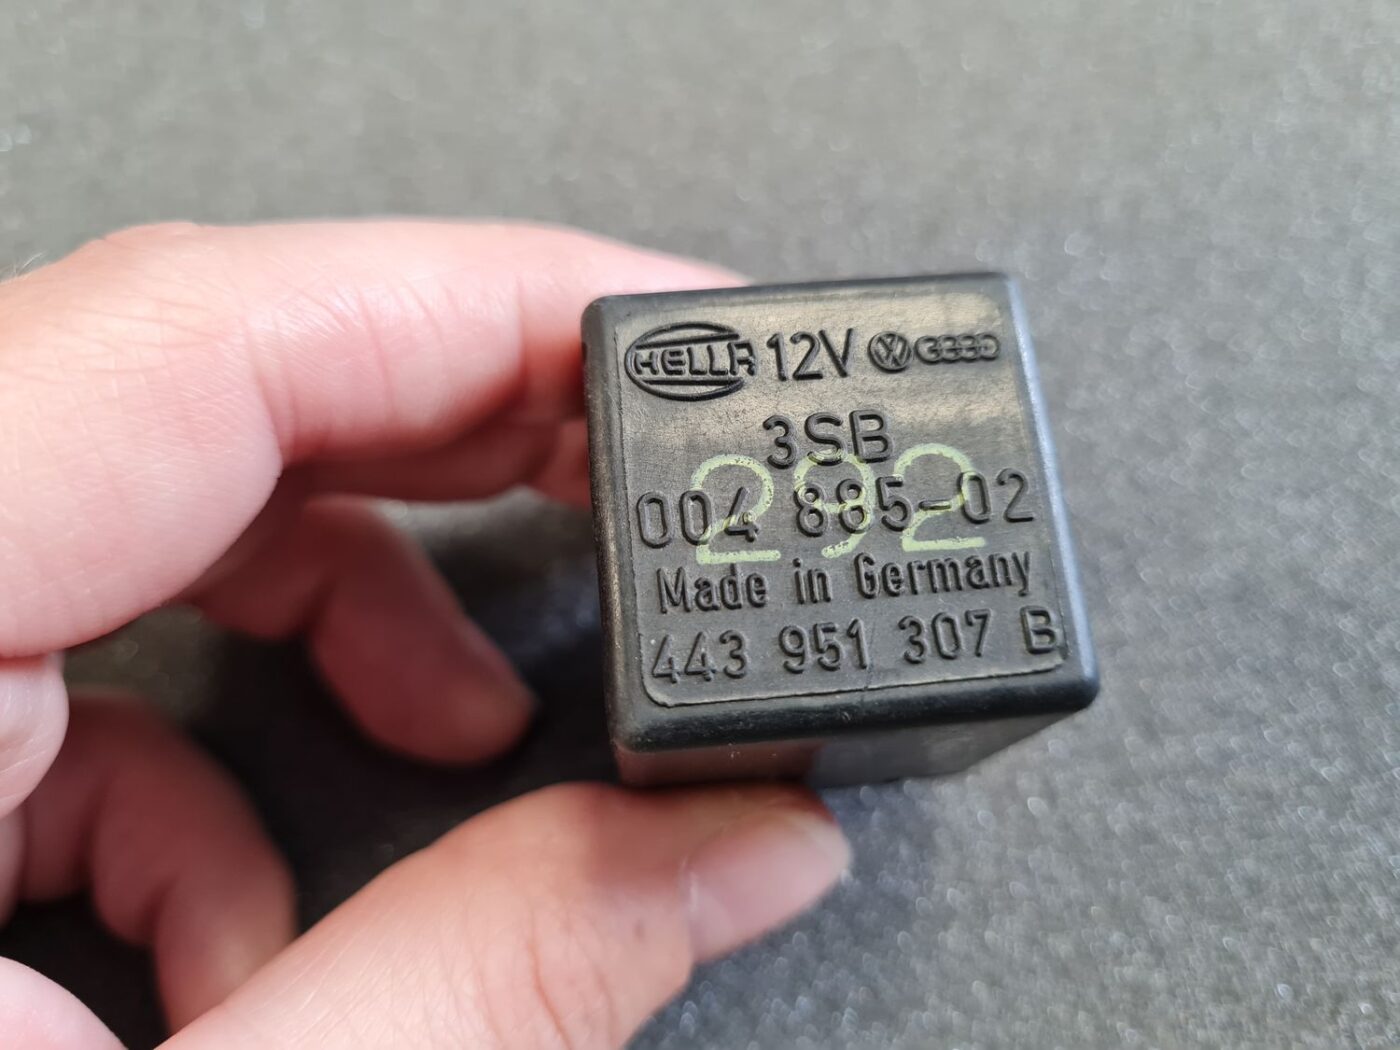 HELLA 12V
3SB
292
004 885-02
Made in Germany
443 951 307 B